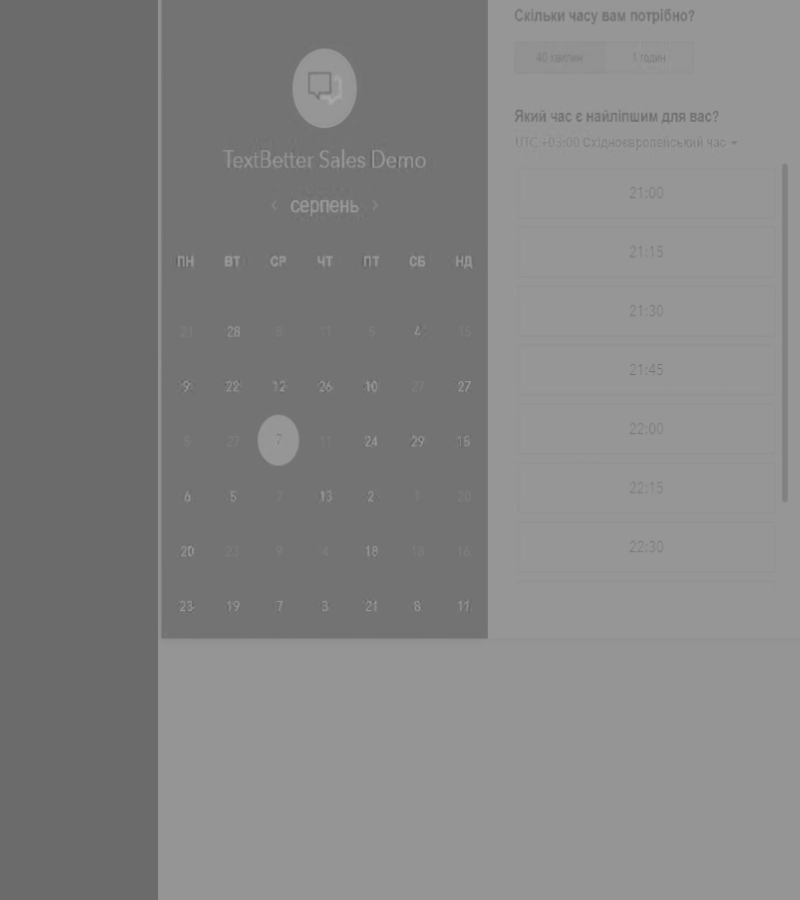 TextBetter Sales Demo
‹ серпень ›
ПН ВТ СР ЧТ ПТ СБ НД
21 28 8 11 5 4 15
9 22 12 26 10 27 27
27 7 11 24 29 15
6 5 7 13 2 20
20 23 9 4 18 18 16
23 19 7 3 21 8 11
Скільки часу вам потрібно?
40 хвилин 1 годин
Який час є найліпшим для вас?
UTC +03:00 Східноєвропейський час
21:00
21:15
21:30
21:45
22:00
22:15
22:30